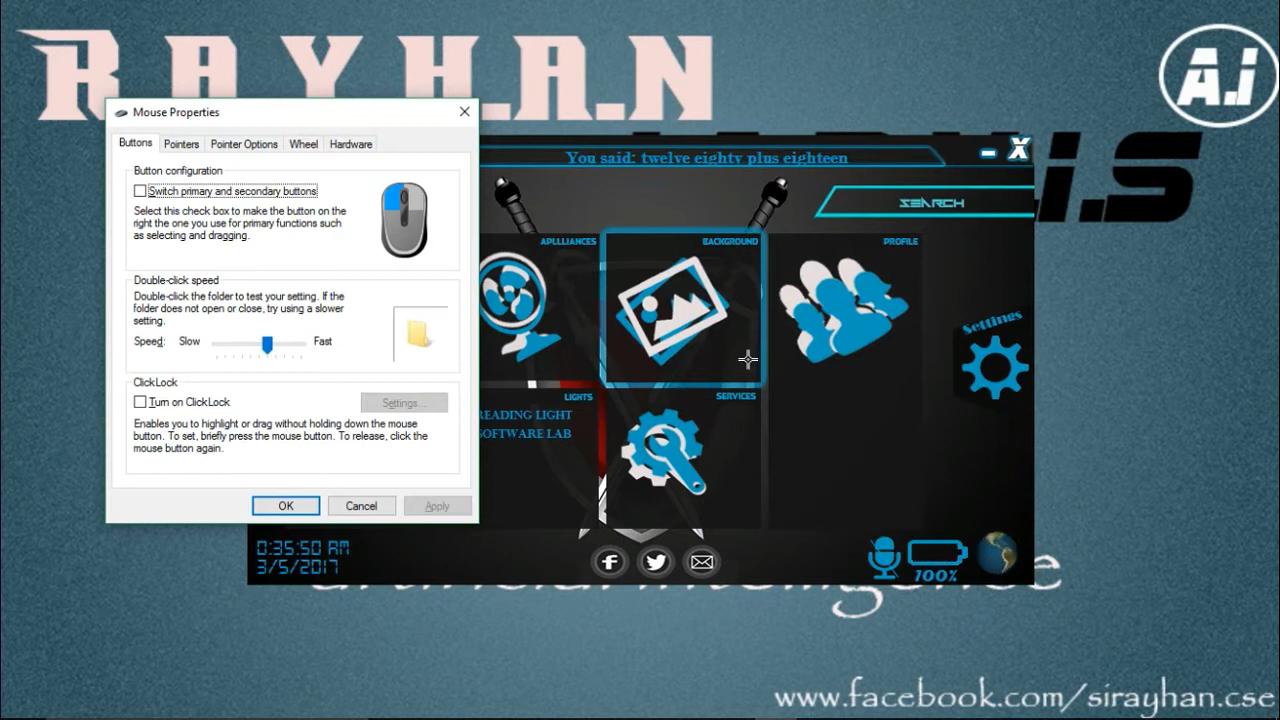 R.A.Y.H.A.N
A.I
Mouse Properties
Buttons Pointers Pointer Options Wheel Hardware
Button configuration
Switch primary and secondary buttons
Select this check box to make the button on the
right the one you use for primary functions such
as selecting and dragging.
Double-click speed
Double-click the folder to test your setting. If the
folder does not open or close, try using a slower
setting.
Speed: Slow Fast
ClickLock
Turn on ClickLock
Settings...
Enables you to highlight or drag without holding down the mouse
button. To set, briefly press the mouse button. To release, click the
mouse button again.
OK Cancel Apply
You said: twelve eighty plus eighteen
X
.I.S
SEARCH
APLLLIANCES
BACKGROUND
PROFILE
Settings
LIGHTS
READING LIGHT
SOFTWARE LAB
SERVICES
0:35:50 AM
3/5/2017
100%
www.facebook.com/sirayhan.cse